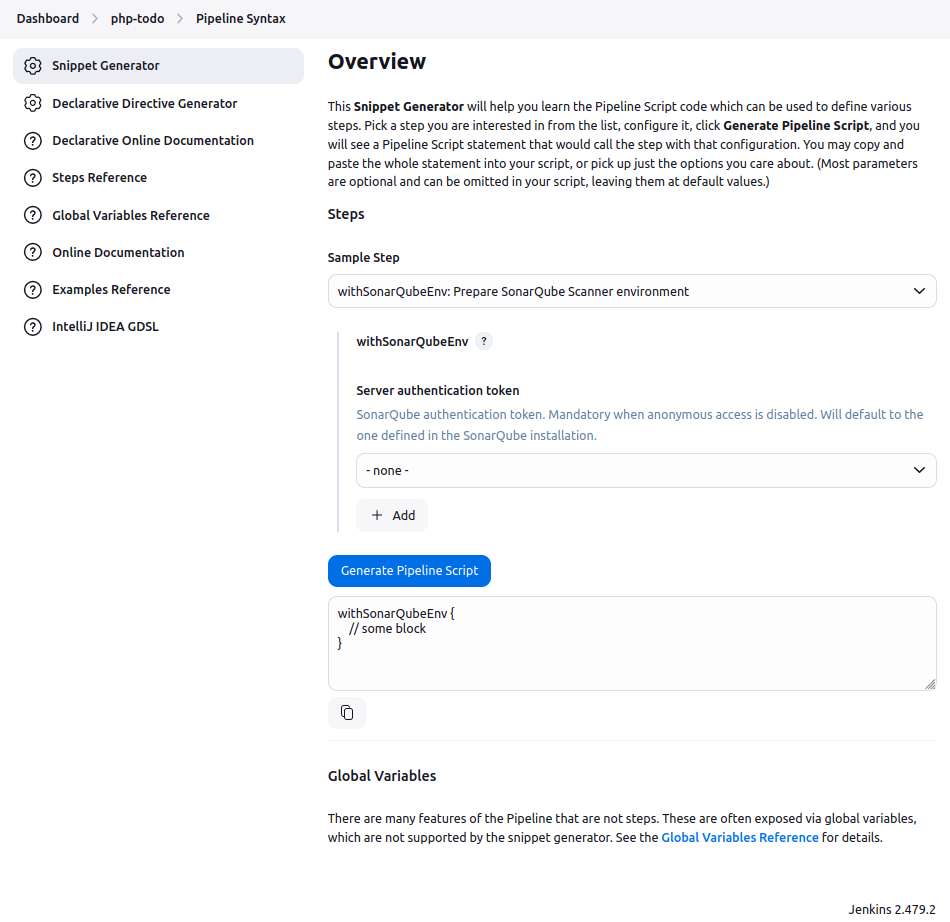 Dashboard > php-todo > Pipeline Syntax
Snippet Generator
Declarative Directive Generator
Declarative Online Documentation
Steps Reference
Global Variables Reference
Online Documentation
Examples Reference
IntelliJ IDEA GDSL
Overview
This Snippet Generator will help you learn the Pipeline Script code which can be used to define various
steps. Pick a step you are interested in from the list, configure it, click Generate Pipeline Script, and you
will see a Pipeline Script statement that would call the step with that configuration. You may copy and
paste the whole statement into your script, or pick up just the options you care about. (Most parameters
are optional and can be omitted in your script, leaving them at default values.)
Steps
Sample Step
withSonarQubeEnv: Prepare SonarQube Scanner environment
withSonarQubeEnv ?
Server authentication token
SonarQube authentication token. Mandatory when anonymous access is disabled. Will default to the
one defined in the SonarQube installation.
- none -
+ Add
Generate Pipeline Script
withSonarQubeEnv {
    // some block
}
Global Variables
There are many features of the Pipeline that are not steps. These are often exposed via global variables,
which are not supported by the snippet generator. See the Global Variables Reference for details.
Jenkins 2.479.2